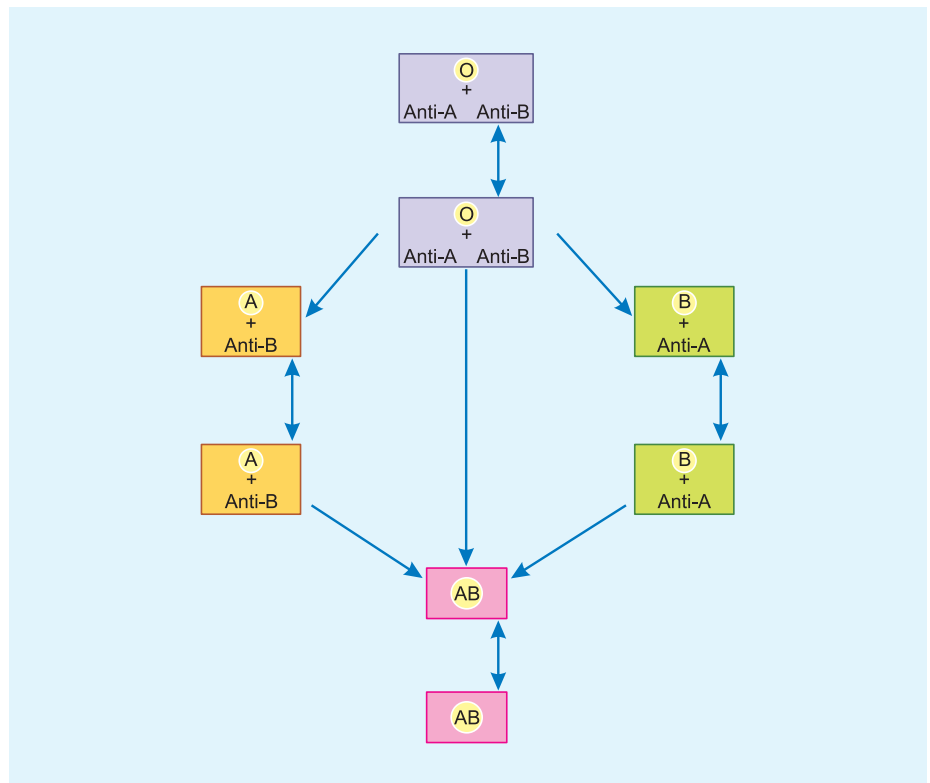 O
+
Anti-A Anti-B
O
+
Anti-A Anti-B
A
+
Anti-B
B
+
Anti-A
A
+
Anti-B
B
+
Anti-A
AB
AB